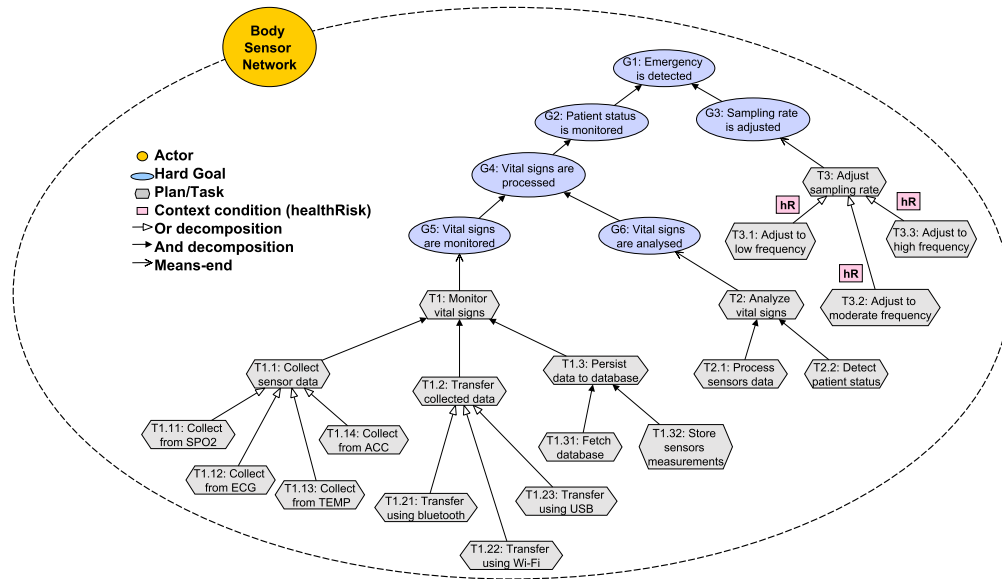 Body
Sensor
Network
G1: Emergency
is detected
G2: Patient status
is monitored
G3: Sampling rate
is adjusted
Actor
Hard Goal
Plan/Task
Context condition (healthRisk)
Or decomposition
And decomposition
Means-end
G4: Vital signs are
processed
T3: Adjust
sampling rate
hR
hR
G5: Vital signs
are monitored
G6: Vital signs
are analysed
T3.1: Adjust to
low frequency
T3.3: Adjust to
high frequency
hR
T1: Monitor
vital signs
T2: Analyze
vital signs
T3.2: Adjust to
moderate frequency
T1.1: Collect
sensor data
T1.2: Transfer
collected data
T1.3: Persist
data to database
T2.1: Process
sensors data
T2.2: Detect
patient status
T1.11: Collect
from SPO2
T1.14: Collect
from ACC
T1.31: Fetch
database
T1.32: Store
sensors
measurements
T1.12: Collect
from ECG
T1.13: Collect
from TEMP
T1.21: Transfer
using bluetooth
T1.23: Transfer
using USB
T1.22: Transfer
using Wi-Fi